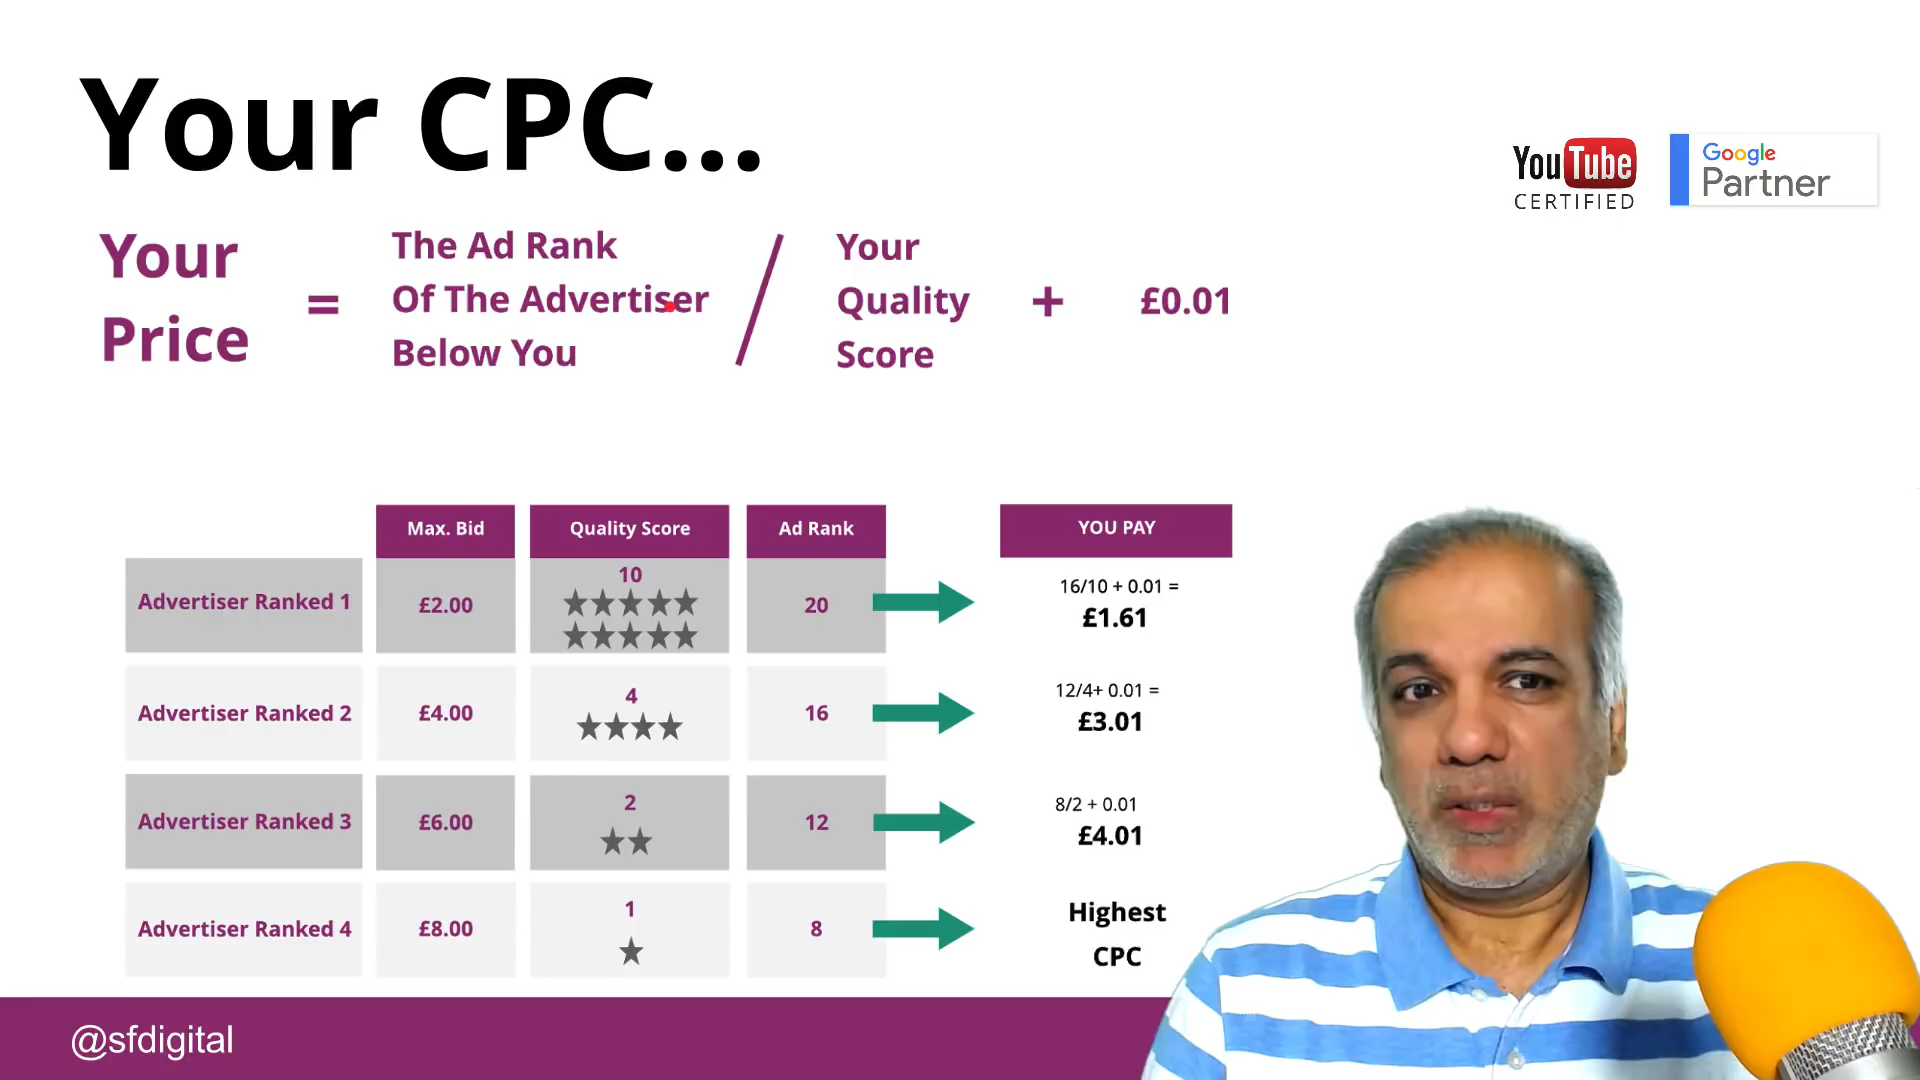 Your CPC...
YouTube
CERTIFIED
Google
Partner
Your
Price
=
The Ad Rank
Of The Advertiser
Below You
/
Your
Quality
Score
+
£0.01
Max. Bid
Quality Score
Ad Rank
YOU PAY
Advertiser Ranked 1
£2.00
10
20
16/10 + 0.01 =
£1.61
Advertiser Ranked 2
£4.00
4
16
12/4+ 0.01 =
£3.01
Advertiser Ranked 3
£6.00
2
12
8/2 + 0.01
£4.01
Advertiser Ranked 4
£8.00
1
8
Highest
CPC
@sfdigital